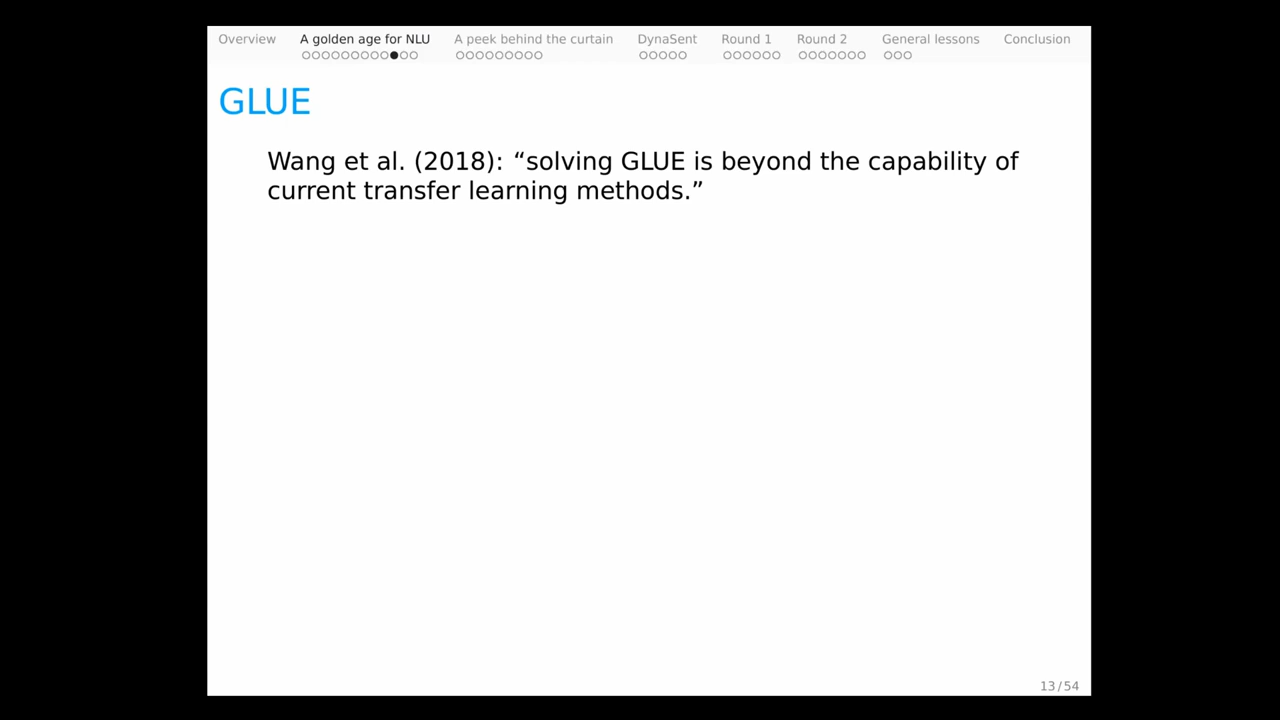 Overview A golden age for NLU A peek behind the curtain DynaSent Round 1 Round 2 General lessons Conclusion
GLUE
Wang et al. (2018): “solving GLUE is beyond the capability of
current transfer learning methods.”
13/54